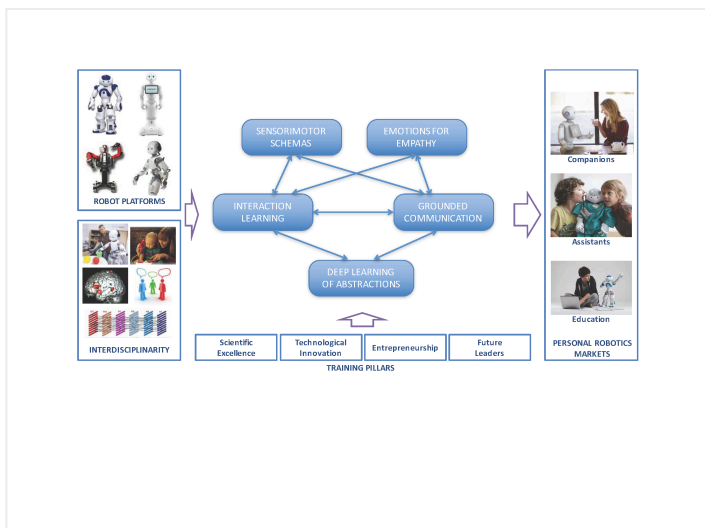 ROBOT PLATFORMS
INTERDISCIPLINARITY
SENSORIMOTOR
SCHEMAS
EMOTIONS FOR
EMPATHY
INTERACTION
LEARNING
GROUNDED
COMMUNICATION
DEEP LEARNING
OF ABSTRACTIONS
Scientific
Excellence
Technological
Innovation
Entrepreneurship
Future
Leaders
TRAINING PILLARS
Companions
Assistants
Education
PERSONAL ROBOTICS
MARKETS